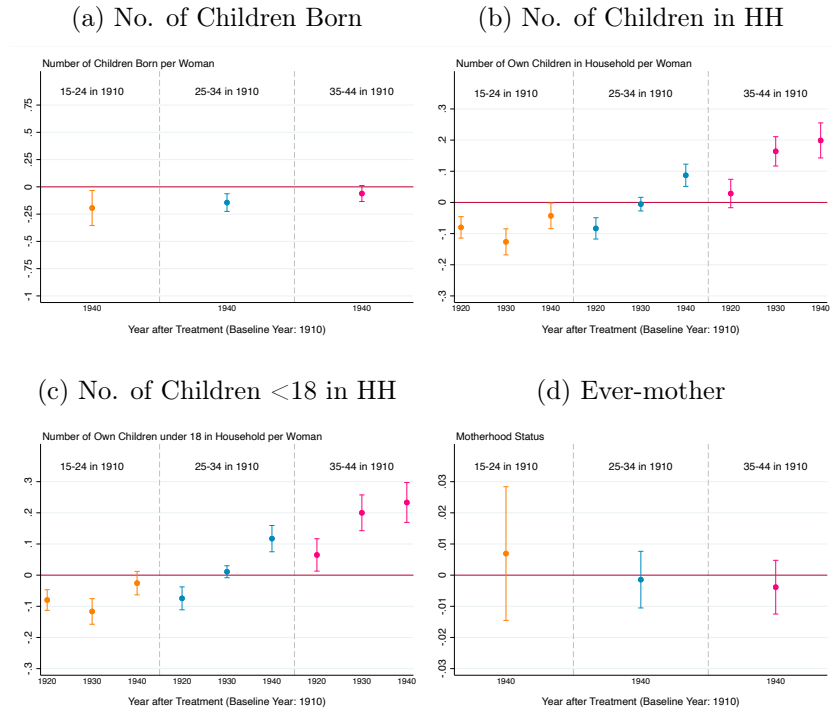 (a) No. of Children Born
Number of Children Born per Woman
15-24 in 1910 25-34 in 1910 35-44 in 1910
.75
.5
.25
0
-.25
-.5
-.75
-1
1940 1940 1940
Year after Treatment (Baseline Year: 1910)
(b) No. of Children in HH
Number of Own Children in Household per Woman
15-24 in 1910 25-34 in 1910 35-44 in 1910
.3
.2
.1
0
-.1
-.2
-.3
1920 1930 1940 1920 1930 1940 1920 1930 1940
Year after Treatment (Baseline Year: 1910)
(c) No. of Children <18 in HH
Number of Own Children under 18 in Household per Woman
15-24 in 1910 25-34 in 1910 35-44 in 1910
.3
.2
.1
0
-.1
-.2
-.3
1920 1930 1940 1920 1930 1940 1920 1930 1940
Year after Treatment (Baseline Year: 1910)
(d) Ever-mother
Motherhood Status
15-24 in 1910 25-34 in 1910 35-44 in 1910
.03
.02
.01
0
-.01
-.02
-.03
1940 1940 1940
Year after Treatment (Baseline Year: 1910)